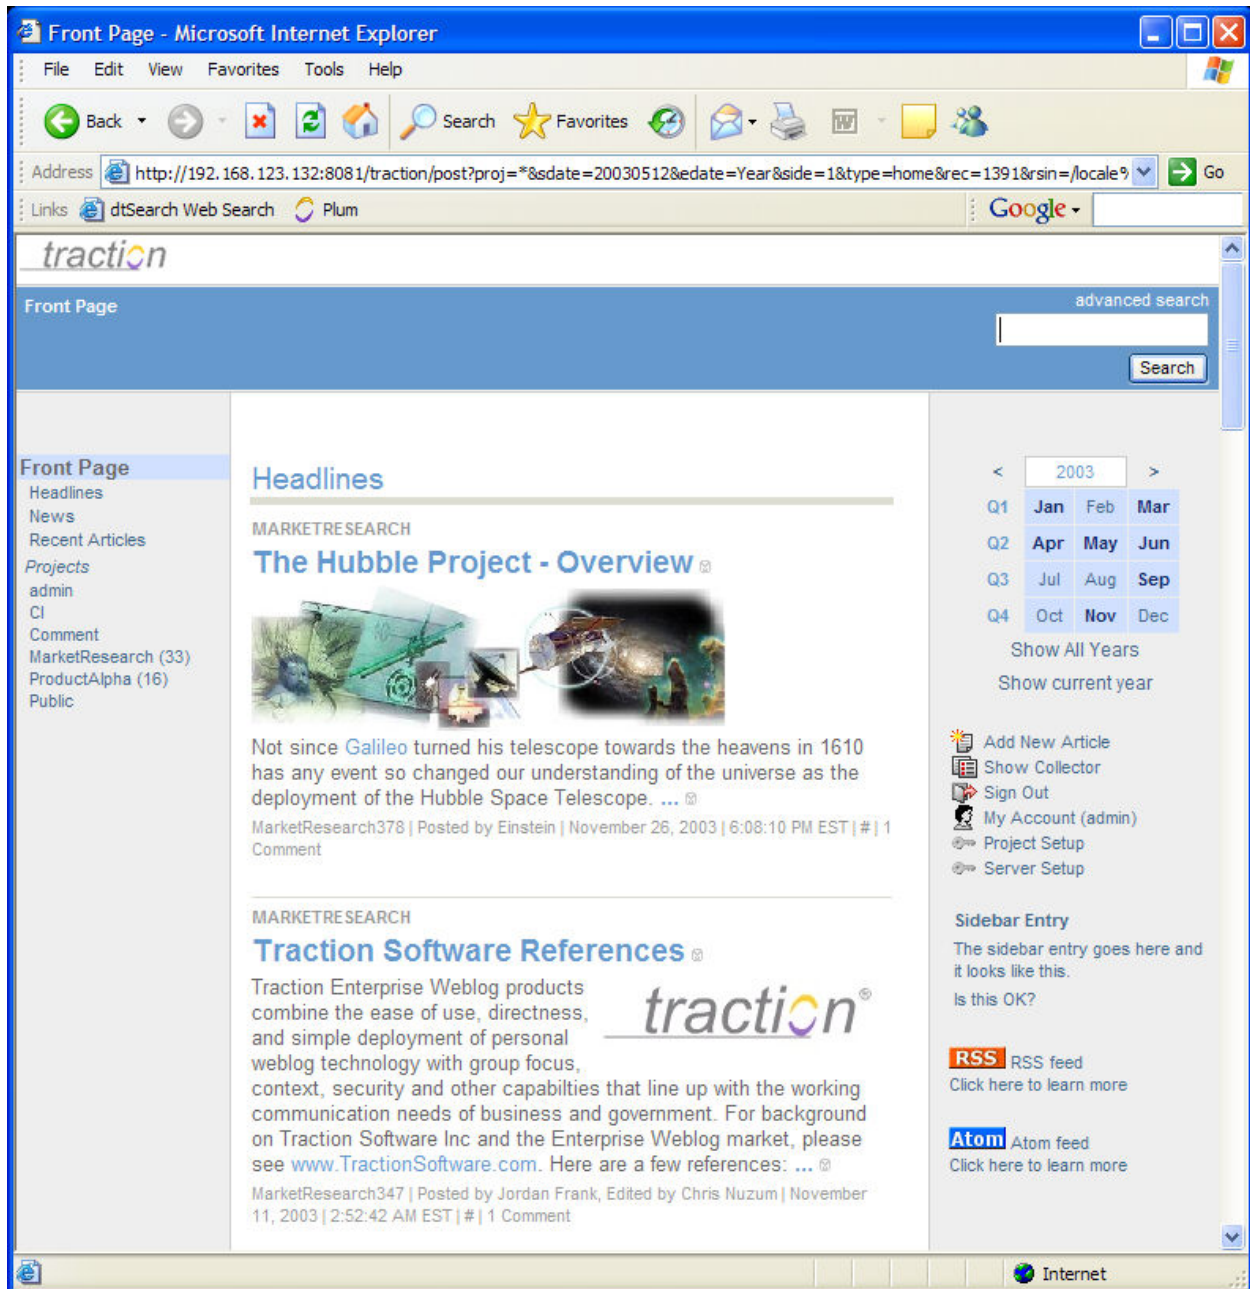 Front Page - Microsoft Internet Explorer
File Edit View Favorites Tools Help
Back Search Favorites
Address http://192.168.123.132:8081/traction/post?proj=*&sdate=20030512&edate=Year&side=1&type=home&rec=1391&rsin=/locale% Go
Links dtSearch Web Search Plum Google
traction
Front Page
advanced search
Search
Front Page
Headlines
News
Recent Articles
Projects
admin
CI
Comment
MarketResearch (33)
ProductAlpha (16)
Public
Headlines
MARKETRESEARCH
The Hubble Project - Overview
Not since Galileo turned his telescope towards the heavens in 1610
has any event so changed our understanding of the universe as the
deployment of the Hubble Space Telescope. ...
MarketResearch378 | Posted by Einstein | November 26, 2003 | 6:08:10 PM EST | # | 1
Comment
MARKETRESEARCH
Traction Software References
Traction Enterprise Weblog products
combine the ease of use, directness,
and simple deployment of personal
weblog technology with group focus,
context, security and other capabilties that line up with the working
communication needs of business and government. For background
on Traction Software Inc and the Enterprise Weblog market, please
see www.TractionSoftware.com. Here are a few references: ...
traction®
MarketResearch347 | Posted by Jordan Frank, Edited by Chris Nuzum | November
11, 2003 | 2:52:42 AM EST | # | 1 Comment
< 2003 >
Q1 Jan Feb Mar
Q2 Apr May Jun
Q3 Jul Aug Sep
Q4 Oct Nov Dec
Show All Years
Show current year
Add New Article
Show Collector
Sign Out
My Account (admin)
Project Setup
Server Setup
Sidebar Entry
The sidebar entry goes here and
it looks like this.
Is this OK?
RSS RSS feed
Click here to learn more
Atom Atom feed
Click here to learn more
Internet